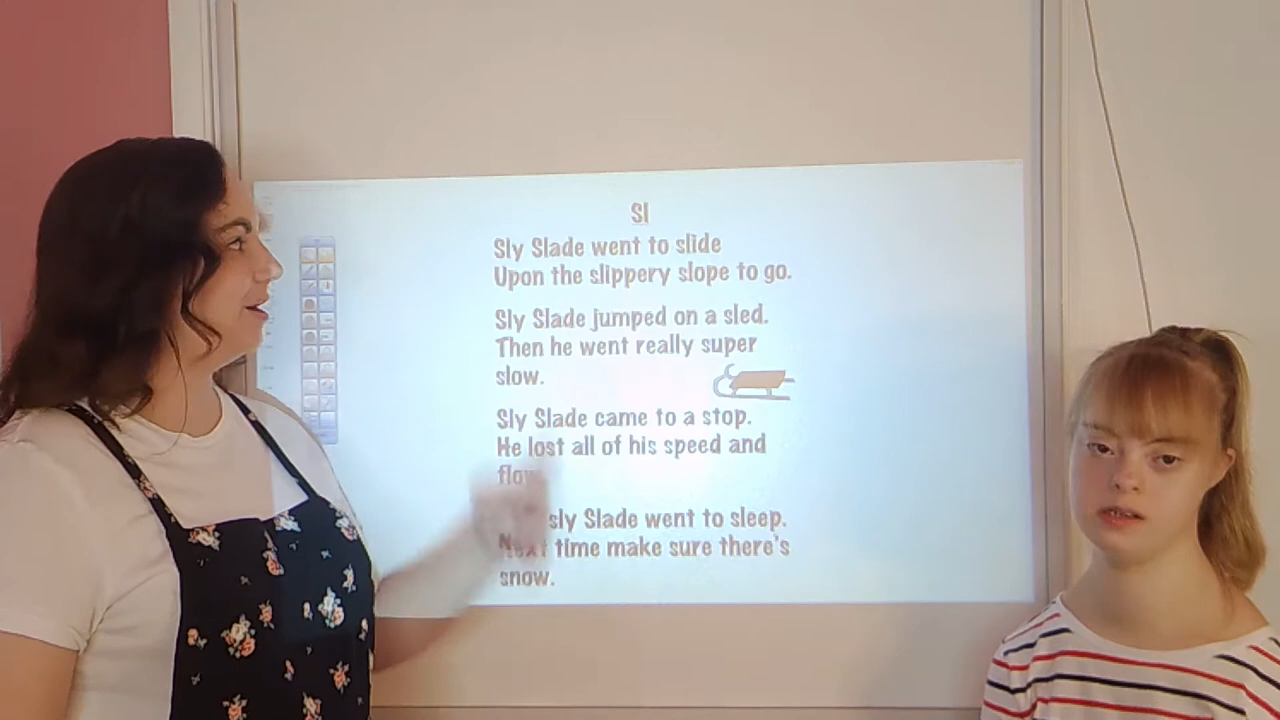 Sl
Sly Slade went to slide
Upon the slippery slope to go.
Sly Slade jumped on a sled.
Then he went really super
slow.
Sly Slade came to a stop.
He lost all of his speed and
sly Slade went to sleep.
Next time make sure there's
snow.